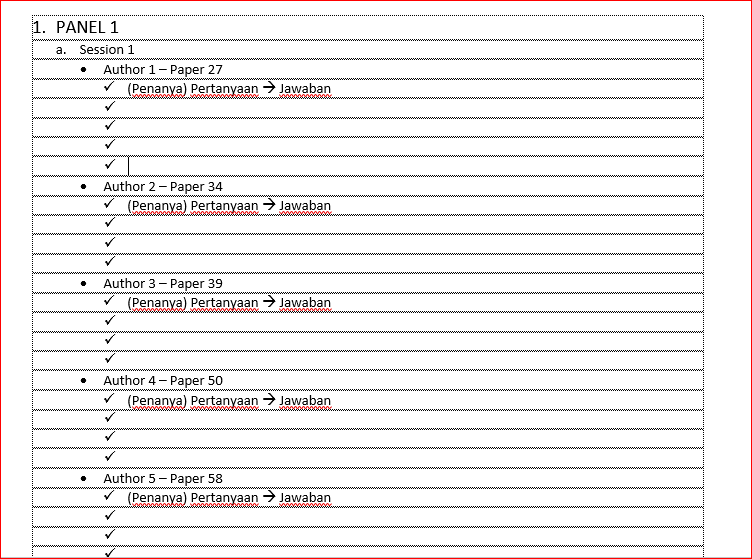 1. PANEL 1
a. Session 1
• Author 1 – Paper 27
✓ (Penanya) Pertanyaan → Jawaban
✓
✓
✓
✓
• Author 2 – Paper 34
✓ (Penanya) Pertanyaan → Jawaban
✓
✓
✓
• Author 3 – Paper 39
✓ (Penanya) Pertanyaan → Jawaban
✓
✓
✓
• Author 4 – Paper 50
✓ (Penanya) Pertanyaan → Jawaban
✓
✓
✓
• Author 5 – Paper 58
✓ (Penanya) Pertanyaan → Jawaban
✓
✓
✓